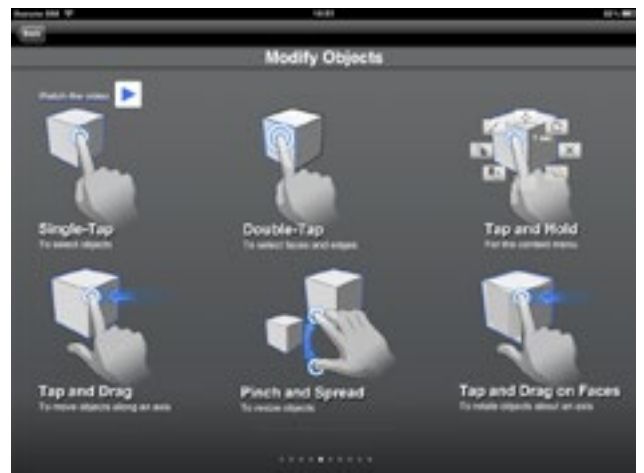 Back
Modify Objects
Watch the video
Single-Tap
To select objects
Double-Tap
To select faces and edges
Tap and Hold
For the context menu
Tap and Drag
To move objects along an axis
Pinch and Spread
To resize objects
Tap and Drag on Faces
To rotate objects about an axis